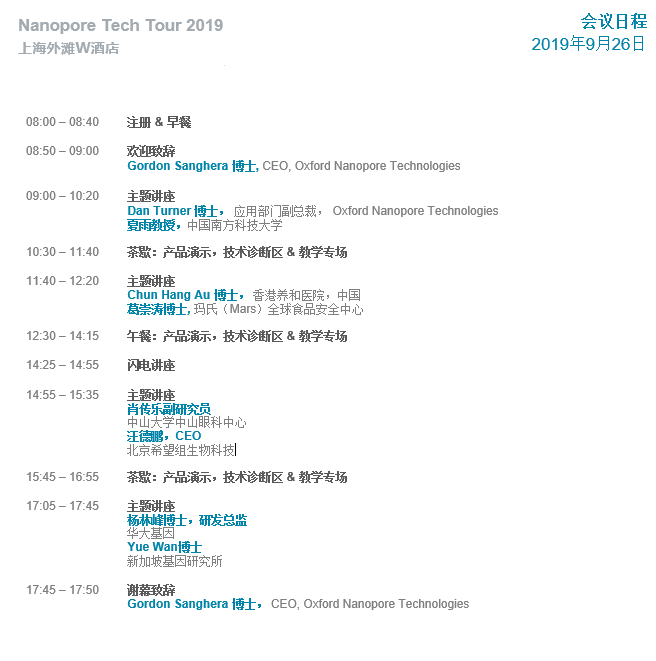 Nanopore Tech Tour 2019
会议日程
上海外滩W酒店
2019年9月26日
08:00 – 08:40 注册 & 早餐
08:50 – 09:00 欢迎致辞
Gordon Sanghera 博士, CEO, Oxford Nanopore Technologies
09:00 – 10:20 主题讲座
Dan Turner 博士， 应用部门副总裁， Oxford Nanopore Technologies
夏雨教授，中国南方科技大学
10:30 – 11:40 茶歇：产品演示，技术诊断区 & 教学专场
11:40 – 12:20 主题讲座
Chun Hang Au 博士， 香港养和医院，中国
葛崇涛博士, 玛氏（Mars）全球食品安全中心
12:30 – 14:15 午餐：产品演示，技术诊断区 & 教学专场
14:25 – 14:55 闪电讲座
14:55 – 15:35 主题讲座
肖传乐副研究员
中山大学中山眼科中心
汪德鹏，CEO
北京希望组生物科技
15:45 – 16:55 茶歇：产品演示，技术诊断区 & 教学专场
17:05 – 17:45 主题讲座
杨林峰博士，研发总监
华大基因
Yue Wan博士
新加坡基因研究所
17:45 – 17:50 谢幕致辞
Gordon Sanghera 博士， CEO, Oxford Nanopore Technologies